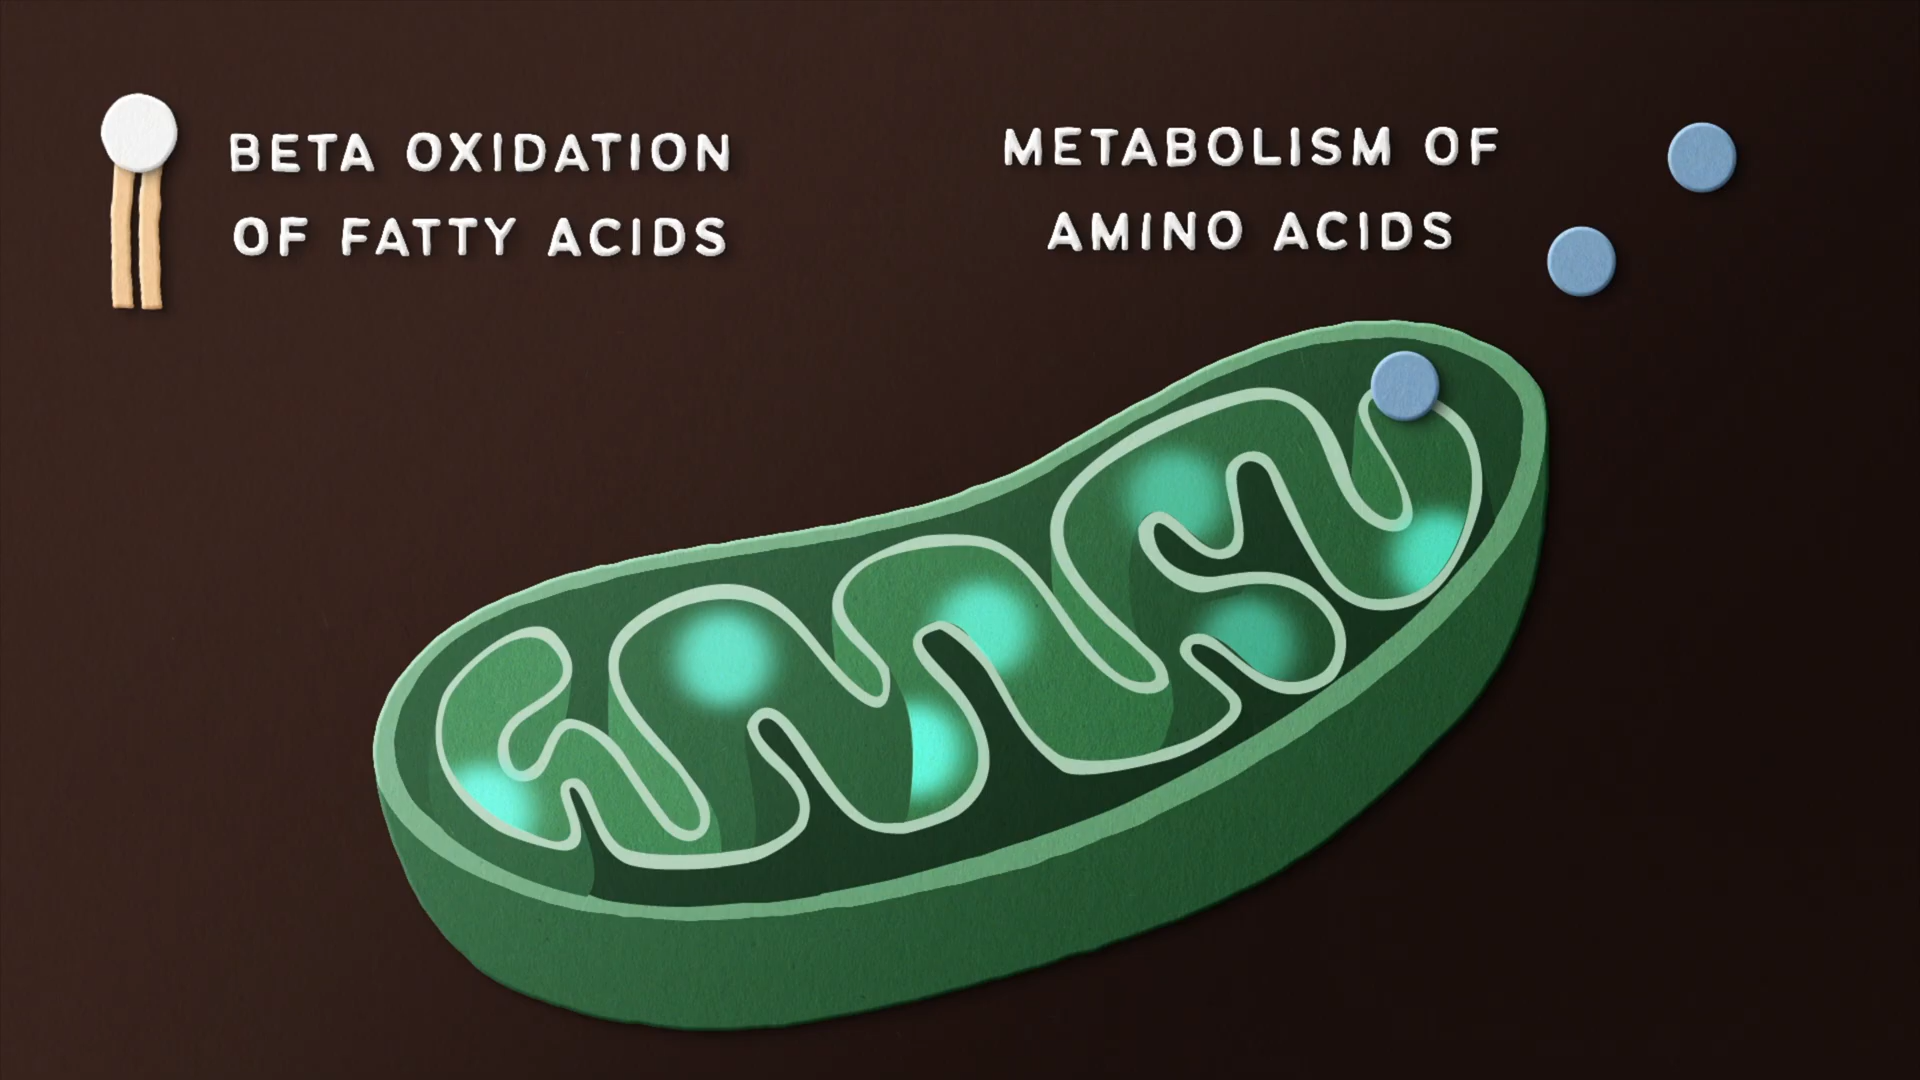 BETA OXIDATION
OF FATTY ACIDS
METABOLISM OF
AMINO ACIDS